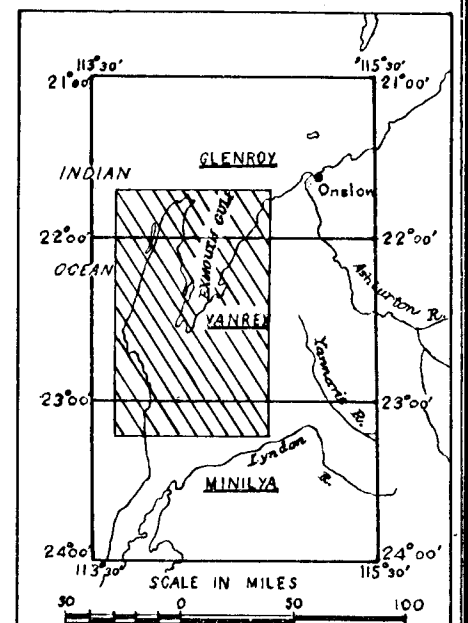 113°30' 115°30'
21°00' 21°00'
GLENROY
INDIAN
Onslow
EXMOUTH GULF
22°00' 22°00'
OCEAN
Ashburton R.
YANREY
Yannarie R.
23°00' 23°00'
Lyndon R.
MINILYA
24°00' 24°00'
113°30' 115°30'
SCALE IN MILES
50 0 50 100